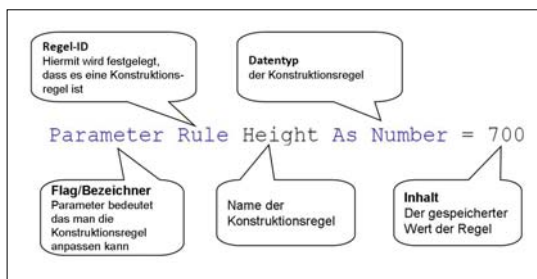 Regel-ID
Hiermit wird festgelegt,
dass es eine Konstruktions-
regel ist
Datentyp
der Konstruktionsregel
Parameter Rule Height As Number = 700
Flag/Bezeichner
Parameter bedeutet
das man die
Konstruktionsregel
anpassen kann
Name der
Konstruktionsregel
Inhalt
Der gespeicherter
Wert der Regel